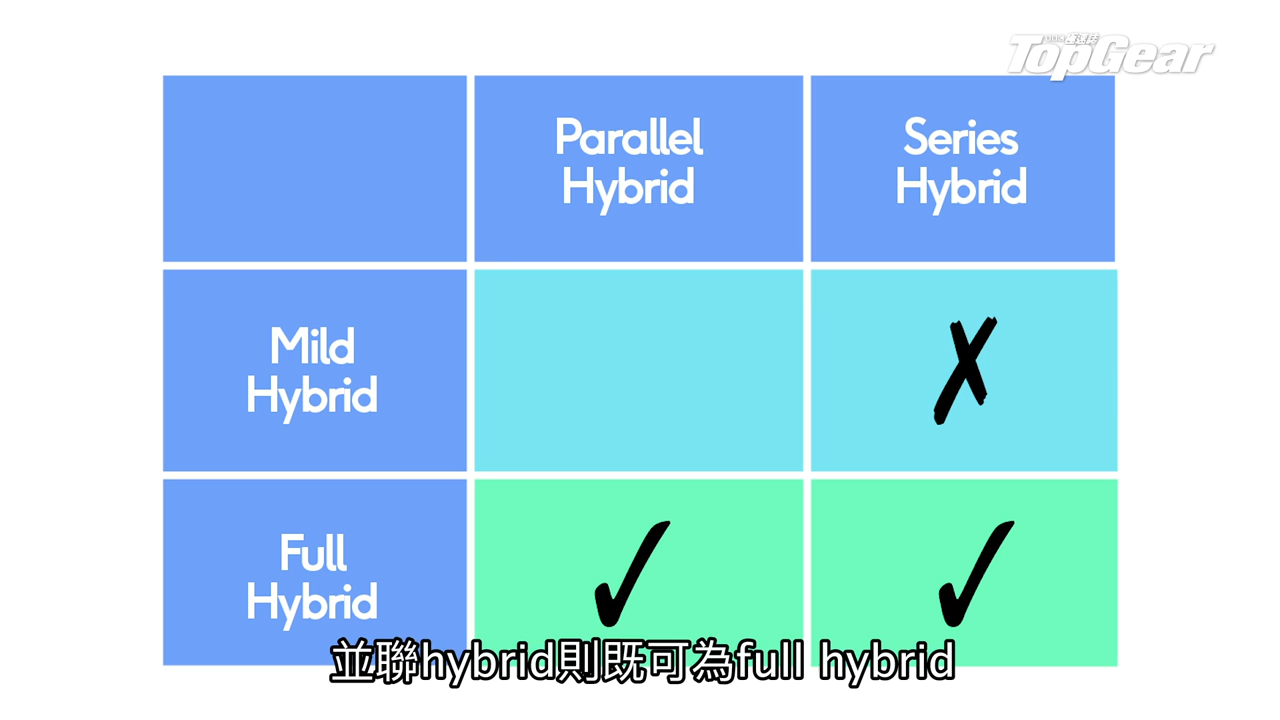 TopGear
Parallel
Hybrid
Series
Hybrid
Mild
Hybrid
✗
Full
Hybrid
✓
✓
並聯hybrid則既可為full hybrid